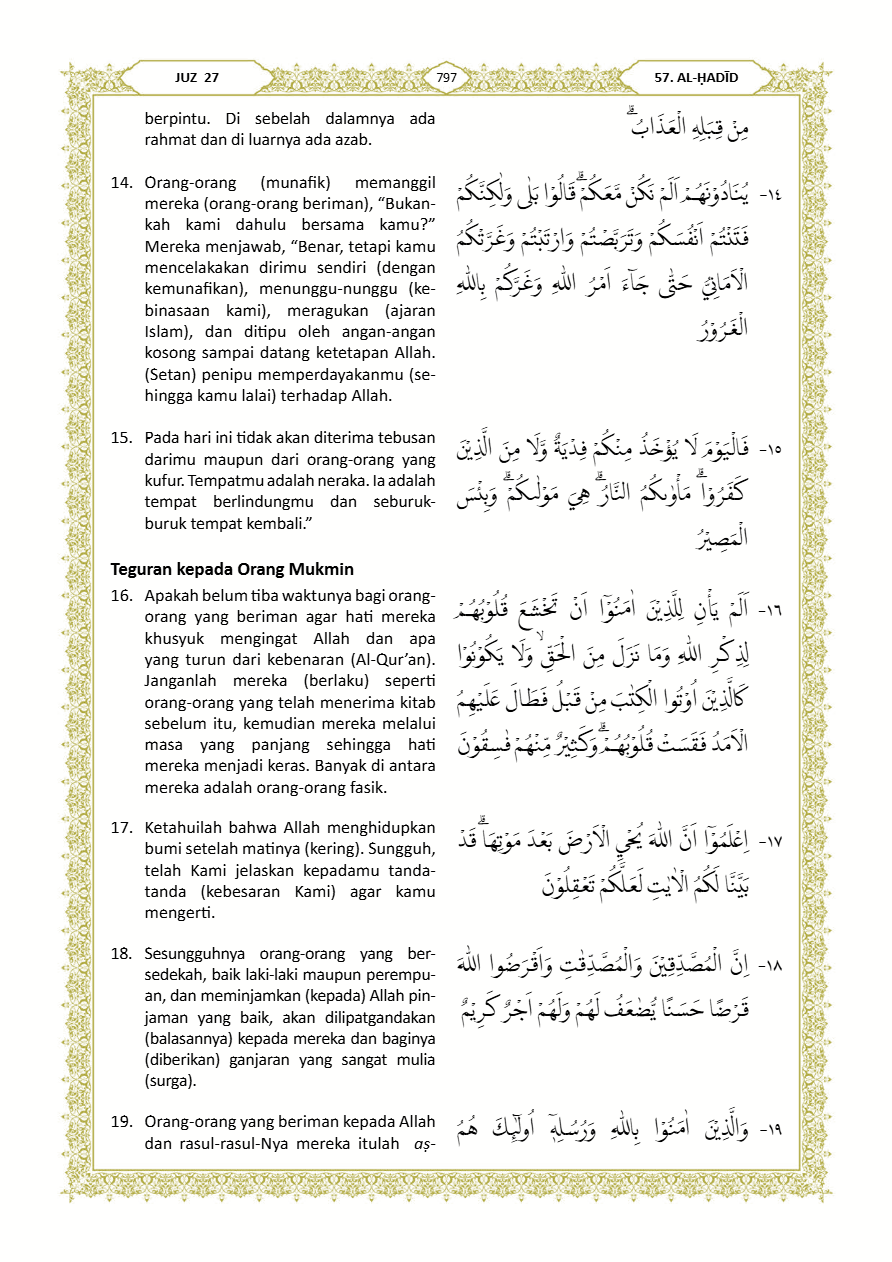 JUZ 27
797
57. AL-ḤADĪD
berpintu. Di sebelah dalamnya ada
rahmat dan di luarnya ada azab.
مِنْ قِبَلِهِ الْعَذَابُۗ
14. Orang-orang (munafik) memanggil
mereka (orang-orang beriman), “Bukan-
kah kami dahulu bersama kamu?”
Mereka menjawab, “Benar, tetapi kamu
mencelakakan dirimu sendiri (dengan
kemunafikan), menunggu-nunggu (ke-
binasaan kami), meragukan (ajaran
Islam), dan ditipu oleh angan-angan
kosong sampai datang ketetapan Allah.
(Setan) penipu memperdayakanmu (se-
hingga kamu lalai) terhadap Allah.
١٤- يُنَادُوْنَهُمْ اَلَمْ نَكُنْ مَّعَكُمْۗ قَالُوْا بَلٰى وَلٰكِنَّكُمْ
فَتَنْتُمْ اَنْفُسَكُمْ وَتَرَبَّصْتُمْ وَارْتَبْتُمْ وَغَرَّتْكُمُ
الْاَمَانِيُّ حَتّٰى جَاۤءَ اَمْرُ اللّٰهِ وَغَرَّكُمْ بِاللّٰهِ
الْغَرُوْرُ
15. Pada hari ini tidak akan diterima tebusan
darimu maupun dari orang-orang yang
kufur. Tempatmu adalah neraka. Ia adalah
tempat berlindungmu dan seburuk-
buruk tempat kembali.”
١٥- فَالْيَوْمَ لَا يُؤْخَذُ مِنْكُمْ فِدْيَةٌ وَّلَا مِنَ الَّذِيْنَ
كَفَرُوْاۗ مَأْوٰىكُمُ النَّارُۗ هِيَ مَوْلٰىكُمْۗ وَبِئْسَ
الْمَصِيْرُ
Teguran kepada Orang Mukmin
16. Apakah belum tiba waktunya bagi orang-
orang yang beriman agar hati mereka
khusyuk mengingat Allah dan apa
yang turun dari kebenaran (Al-Qur’an).
Janganlah mereka (berlaku) seperti
orang-orang yang telah menerima kitab
sebelum itu, kemudian mereka melalui
masa yang panjang sehingga hati
mereka menjadi keras. Banyak di antara
mereka adalah orang-orang fasik.
١٦- اَلَمْ يَأْنِ لِلَّذِيْنَ اٰمَنُوْٓا اَنْ تَخْشَعَ قُلُوْبُهُمْ
لِذِكْرِ اللّٰهِ وَمَا نَزَلَ مِنَ الْحَقِّۙ وَلَا يَكُوْنُوْا
كَالَّذِيْنَ اُوْتُوا الْكِتٰبَ مِنْ قَبْلُ فَطَالَ عَلَيْهِمُ
الْاَمَدُ فَقَسَتْ قُلُوْبُهُمْۗ وَكَثِيْرٌ مِّنْهُمْ فٰسِقُوْنَ
17. Ketahuilah bahwa Allah menghidupkan
bumi setelah matinya (kering). Sungguh,
telah Kami jelaskan kepadamu tanda-
tanda (kebesaran Kami) agar kamu
mengerti.
١٧- اِعْلَمُوْٓا اَنَّ اللّٰهَ يُحْيِ الْاَرْضَ بَعْدَ مَوْتِهَاۗ قَدْ
بَيَّنَّا لَكُمُ الْاٰيٰتِ لَعَلَّكُمْ تَعْقِلُوْنَ
18. Sesungguhnya orang-orang yang ber-
sedekah, baik laki-laki maupun perempu-
an, dan meminjamkan (kepada) Allah pin-
jaman yang baik, akan dilipatgandakan
(balasannya) kepada mereka dan baginya
(diberikan) ganjaran yang sangat mulia
(surga).
١٨- اِنَّ الْمُصَّدِّقِيْنَ وَالْمُصَّدِّقٰتِ وَاَقْرَضُوا اللّٰهَ
قَرْضًا حَسَنًا يُّضٰعَفُ لَهُمْ وَلَهُمْ اَجْرٌ كَرِيْمٌ
19. Orang-orang yang beriman kepada Allah
dan rasul-rasul-Nya mereka itulah aṣ-
١٩- وَالَّذِيْنَ اٰمَنُوْا بِاللّٰهِ وَرُسُلِهٖٓ اُولٰۤىِٕكَ هُمُ